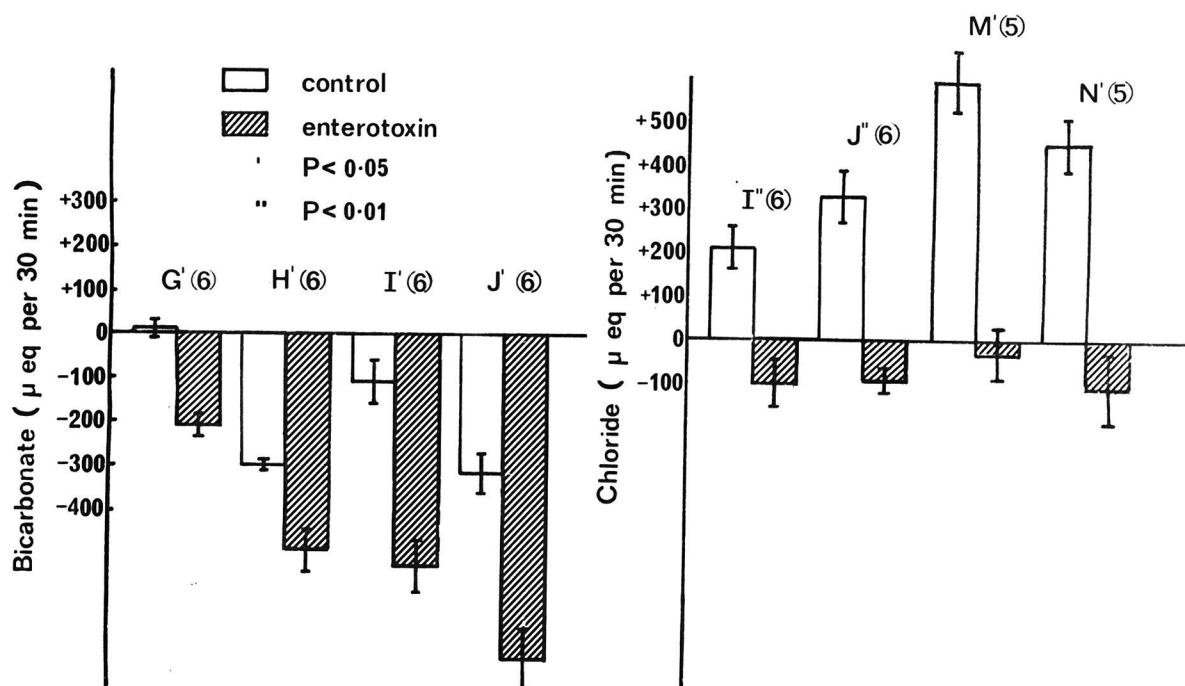 control
enterotoxin
' P< 0·05
" P< 0·01
Bicarbonate ( μ eq per 30 min)
+300
+200
+100
0
-100
-200
-300
-400
G'(6) H'(6) I'(6) J'(6)
Chloride ( μ eq per 30 min)
+500
+400
+300
+200
+100
0
-100
I"(6) J"(6) M'(5) N'(5)